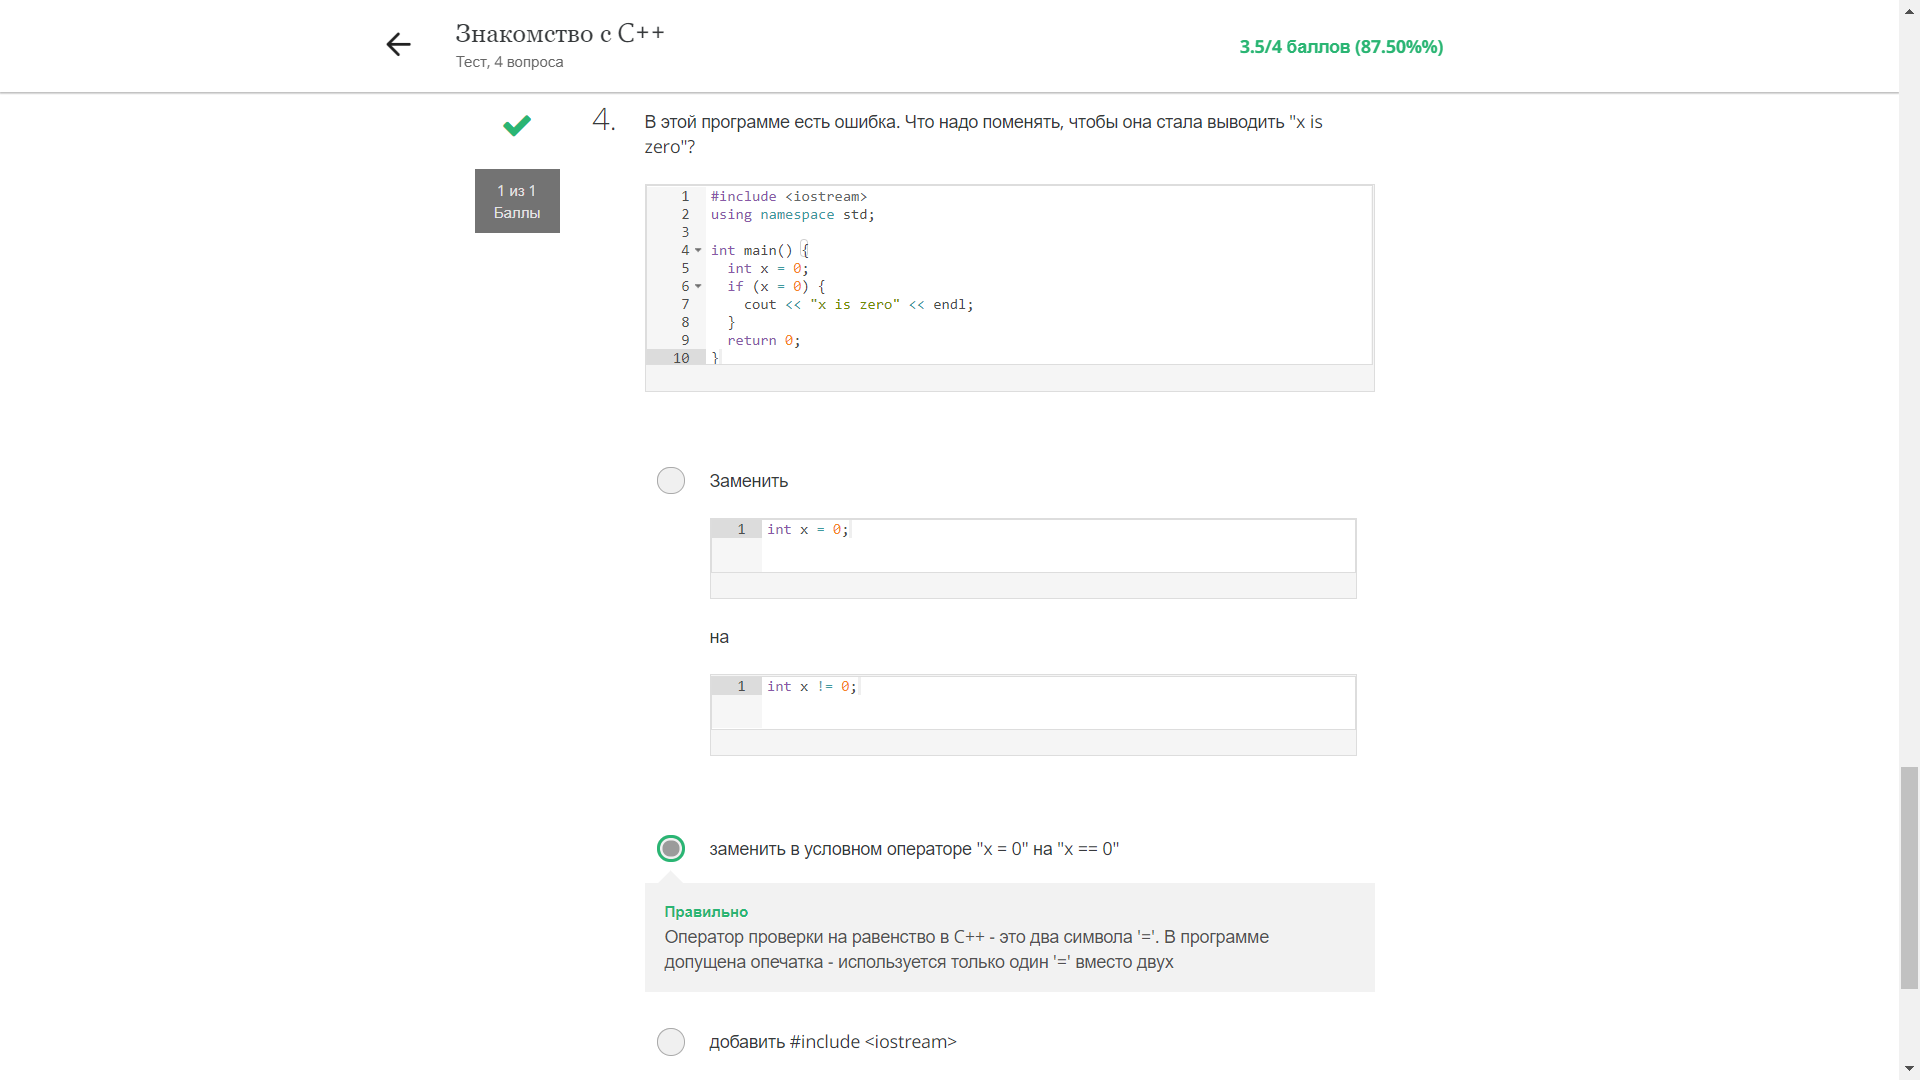 Знакомство с C++
Тест, 4 вопроса
3.5/4 баллов (87.50%%)
1 из 1
Баллы
4.
В этой программе есть ошибка. Что надо поменять, чтобы она стала выводить "x is
zero"?
1 #include <iostream>
2 using namespace std;
3
4 int main() {
5   int x = 0;
6   if (x = 0) {
7     cout << "x is zero" << endl;
8   }
9   return 0;
10 }
Заменить
1 int x = 0;
на
1 int x != 0;
заменить в условном операторе "x = 0" на "x == 0"
Правильно
Оператор проверки на равенство в C++ - это два символа '='. В программе
допущена опечатка - используется только один '=' вместо двух
добавить #include <iostream>